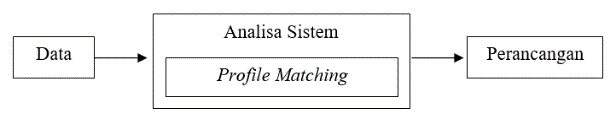 Data
Analisa Sistem
Profile Matching
Perancangan